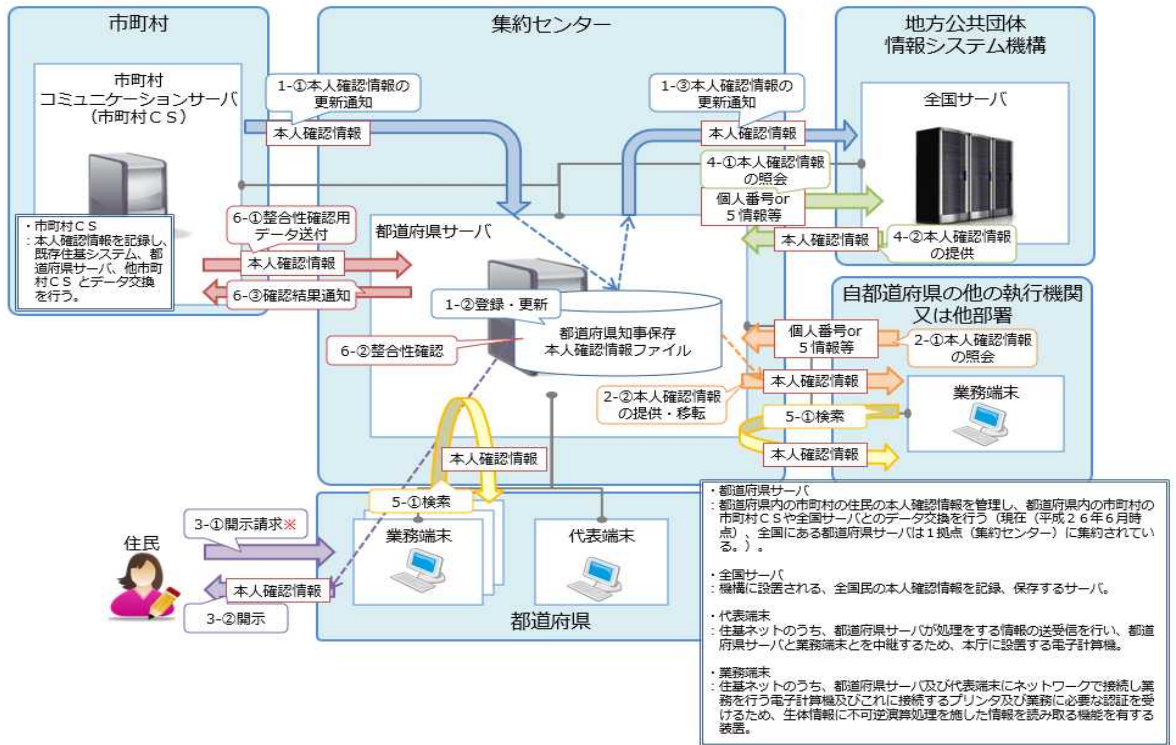 市町村
集約センター
地方公共団体
情報システム機構
市町村
コミュニケーションサーバ
(市町村CS)
1-①本人確認情報の
更新通知
本人確認情報
1-③本人確認情報の
更新通知
本人確認情報
全国サーバ
4-①本人確認情報
の照会
個人番号or
5情報等
本人確認情報
4-②本人確認情報
の提供
・市町村CS
:本人確認情報を記録し、
既存住基システム、都
道府県サーバ、他市町
村CS とデータ交換
を行う。
6-①整合性確認用
データ送付
本人確認情報
6-③確認結果通知
都道府県サーバ
1-②登録・更新
6-②整合性確認
都道府県知事保存
本人確認情報ファイル
自都道府県の他の執行機関
又は他部署
個人番号or
5情報等
2-①本人確認情報
の照会
本人確認情報
2-②本人確認情報
の提供・移転
業務端末
5-①検索
本人確認情報
本人確認情報
5-①検索
住民
3-①開示請求※
本人確認情報
3-②開示
業務端末
代表端末
都道府県
・都道府県サーバ
:都道府県内の市町村の住民の本人確認情報を管理し、都道府県内の市町村の
市町村CSや全国サーバとのデータ交換を行う(現在(平成26年6月時
点)、全国にある都道府県サーバは1拠点(集約センター)に集約されてい
る。)。
・全国サーバ
:機構に設置される、全国民の本人確認情報を記録、保存するサーバ。
・代表端末
:住基ネットのうち、都道府県サーバが処理をする情報の送受信を行い、都道
府県サーバと業務端末とを中継するため、本庁に設置する電子計算機。
・業務端末
:住基ネットのうち、都道府県サーバ及び代表端末にネットワークで接続し業
務を行う電子計算機及びこれに接続するプリンタ及び業務に必要な認証を受
けるため、生体情報に不可逆演算処理を施した情報を読み取る機能を有する
装置。